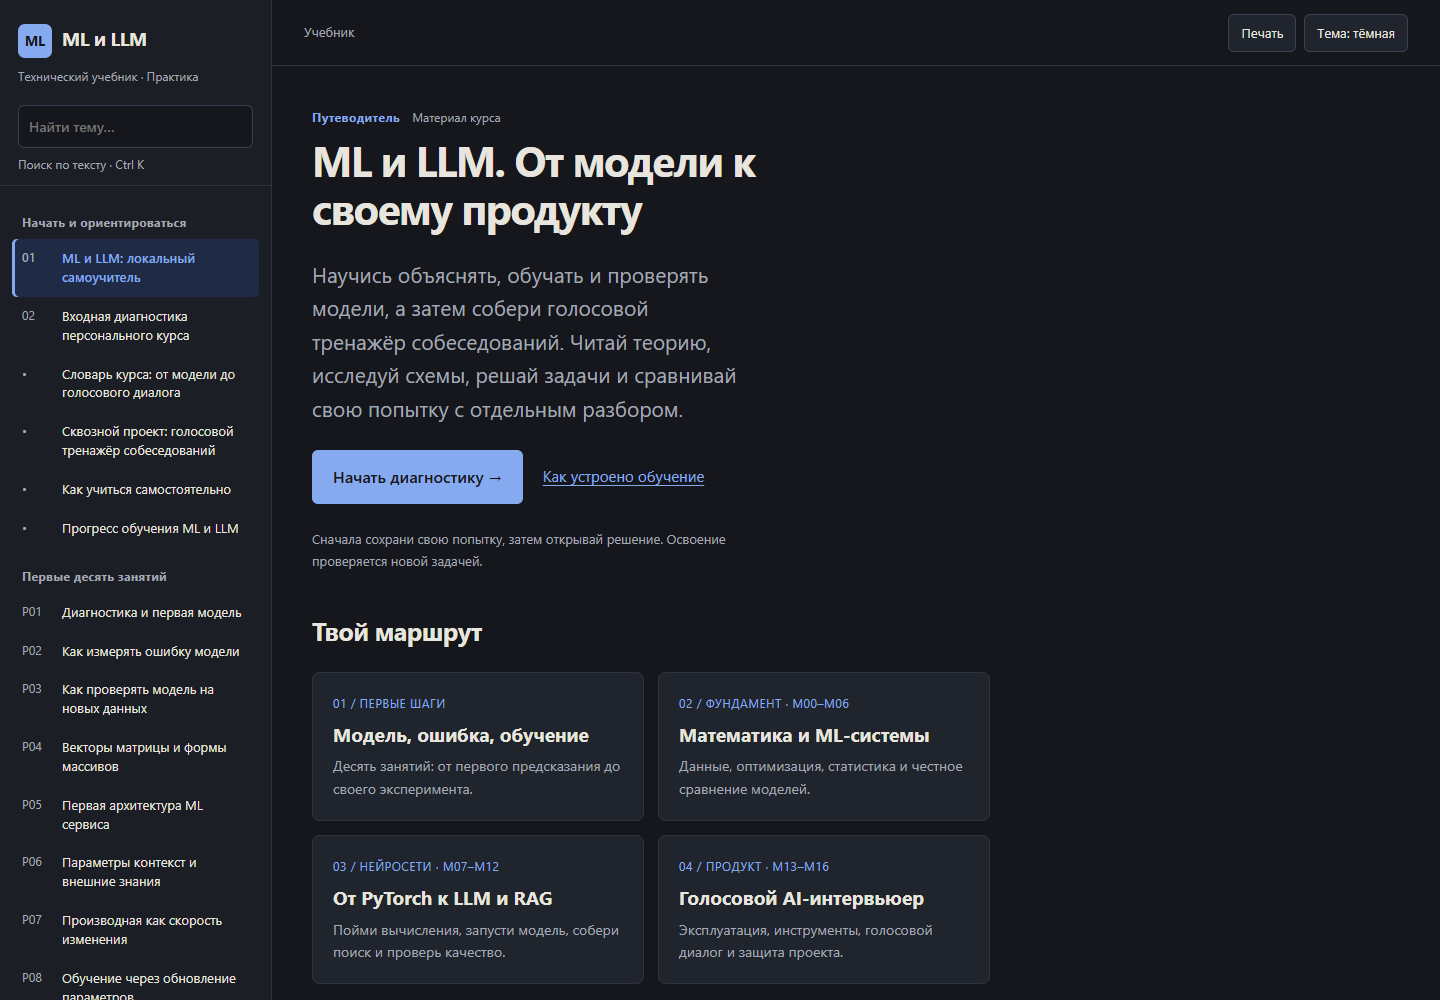 ML
ML и LLM
Технический учебник · Практика
Найти тему...
Поиск по тексту · Ctrl K
Начать и ориентироваться
01 ML и LLM: локальный
самоучитель
02 Входная диагностика
персонального курса
• Словарь курса: от модели до
голосового диалога
• Сквозной проект: голосовой
тренажёр собеседований
• Как учиться самостоятельно
• Прогресс обучения ML и LLM
Первые десять занятий
P01 Диагностика и первая модель
P02 Как измерять ошибку модели
P03 Как проверять модель на
новых данных
P04 Векторы матрицы и формы
массивов
P05 Первая архитектура ML
сервиса
P06 Параметры контекст и
внешние знания
P07 Производная как скорость
изменения
P08 Обучение через обновление
параметров
Учебник
Печать
Тема: тёмная
Путеводитель Материал курса
ML и LLM. От модели к
своему продукту
Научись объяснять, обучать и проверять
модели, а затем собери голосовой
тренажёр собеседований. Читай теорию,
исследуй схемы, решай задачи и сравнивай
свою попытку с отдельным разбором.
Начать диагностику →
Как устроено обучение
Сначала сохрани свою попытку, затем открывай решение. Освоение
проверяется новой задачей.
Твой маршрут
01 / ПЕРВЫЕ ШАГИ
Модель, ошибка, обучение
Десять занятий: от первого предсказания до
своего эксперимента.
02 / ФУНДАМЕНТ · M00–M06
Математика и ML-системы
Данные, оптимизация, статистика и честное
сравнение моделей.
03 / НЕЙРОСЕТИ · M07–M12
От PyTorch к LLM и RAG
Пойми вычисления, запусти модель, собери
поиск и проверь качество.
04 / ПРОДУКТ · M13–M16
Голосовой AI-интервьюер
Эксплуатация, инструменты, голосовой
диалог и защита проекта.